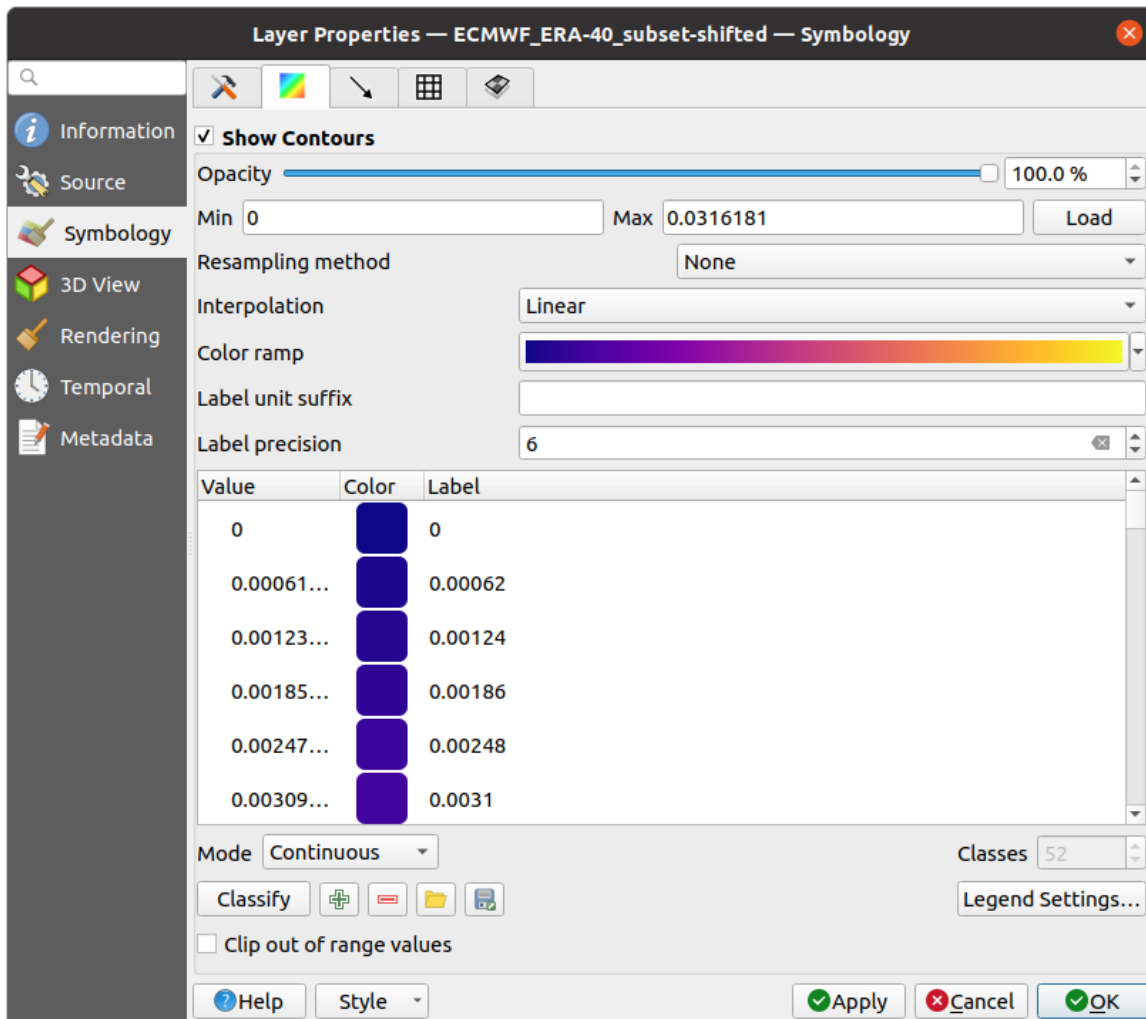 Layer Properties — ECMWF_ERA-40_subset-shifted — Symbology
Information
Source
Symbology
3D View
Rendering
Temporal
Metadata
Show Contours
Opacity 100.0 %
Min 0 Max 0.0316181 Load
Resampling method None
Interpolation Linear
Color ramp
Label unit suffix
Label precision 6
Value Color Label
0 0
0.00061... 0.00062
0.00123... 0.00124
0.00185... 0.00186
0.00247... 0.00248
0.00309... 0.0031
Mode Continuous Classes 52
Classify Legend Settings...
Clip out of range values
Help Style Apply Cancel OK